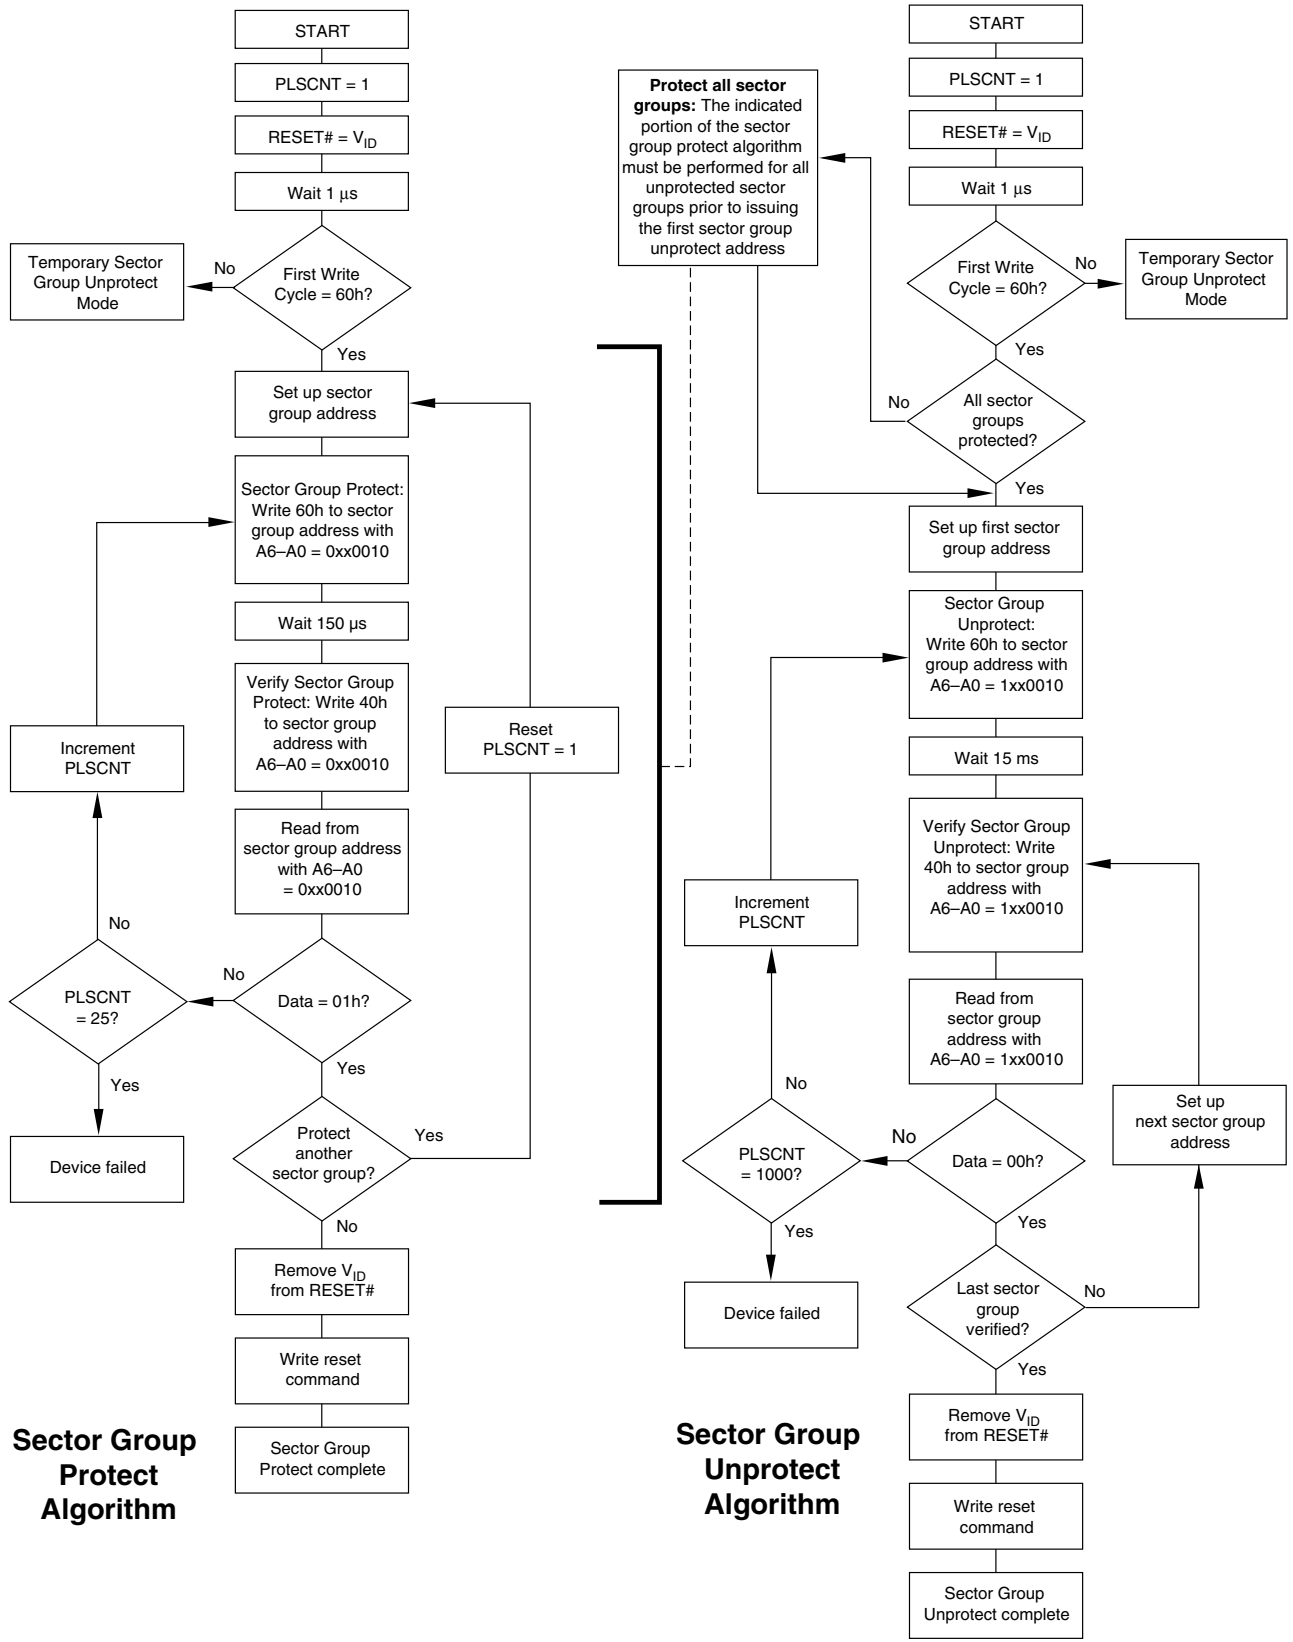 START
PLSCNT = 1
RESET# = VID
Wait 1 μs
First Write
Cycle = 60h?
No
Temporary Sector
Group Unprotect
Mode
Yes
Set up sector
group address
Sector Group Protect:
Write 60h to sector
group address with
A6–A0 = 0xx0010
Wait 150 μs
Verify Sector Group
Protect: Write 40h
to sector group
address with
A6–A0 = 0xx0010
Read from
sector group address
with A6–A0
= 0xx0010
Data = 01h?
No
PLSCNT
= 25?
No
Increment
PLSCNT
Yes
Device failed
Yes
Protect
another
sector group?
Yes
Reset
PLSCNT = 1
No
Remove VID
from RESET#
Write reset
command
Sector Group
Protect complete
Sector Group
Protect
Algorithm
Protect all sector
groups: The indicated
portion of the sector
group protect algorithm
must be performed for all
unprotected sector
groups prior to issuing
the first sector group
unprotect address
START
PLSCNT = 1
RESET# = VID
Wait 1 μs
First Write
Cycle = 60h?
No
Temporary Sector
Group Unprotect
Mode
Yes
All sector
groups
protected?
No
Yes
Set up first sector
group address
Sector Group
Unprotect:
Write 60h to sector
group address with
A6–A0 = 1xx0010
Wait 15 ms
Verify Sector Group
Unprotect: Write
40h to sector group
address with
A6–A0 = 1xx0010
Read from
sector group
address with
A6–A0 = 1xx0010
Data = 00h?
No
PLSCNT
= 1000?
No
Increment
PLSCNT
Yes
Device failed
Yes
Last sector
group
verified?
No
Set up
next sector group
address
Yes
Remove VID
from RESET#
Write reset
command
Sector Group
Unprotect complete
Sector Group
Unprotect
Algorithm